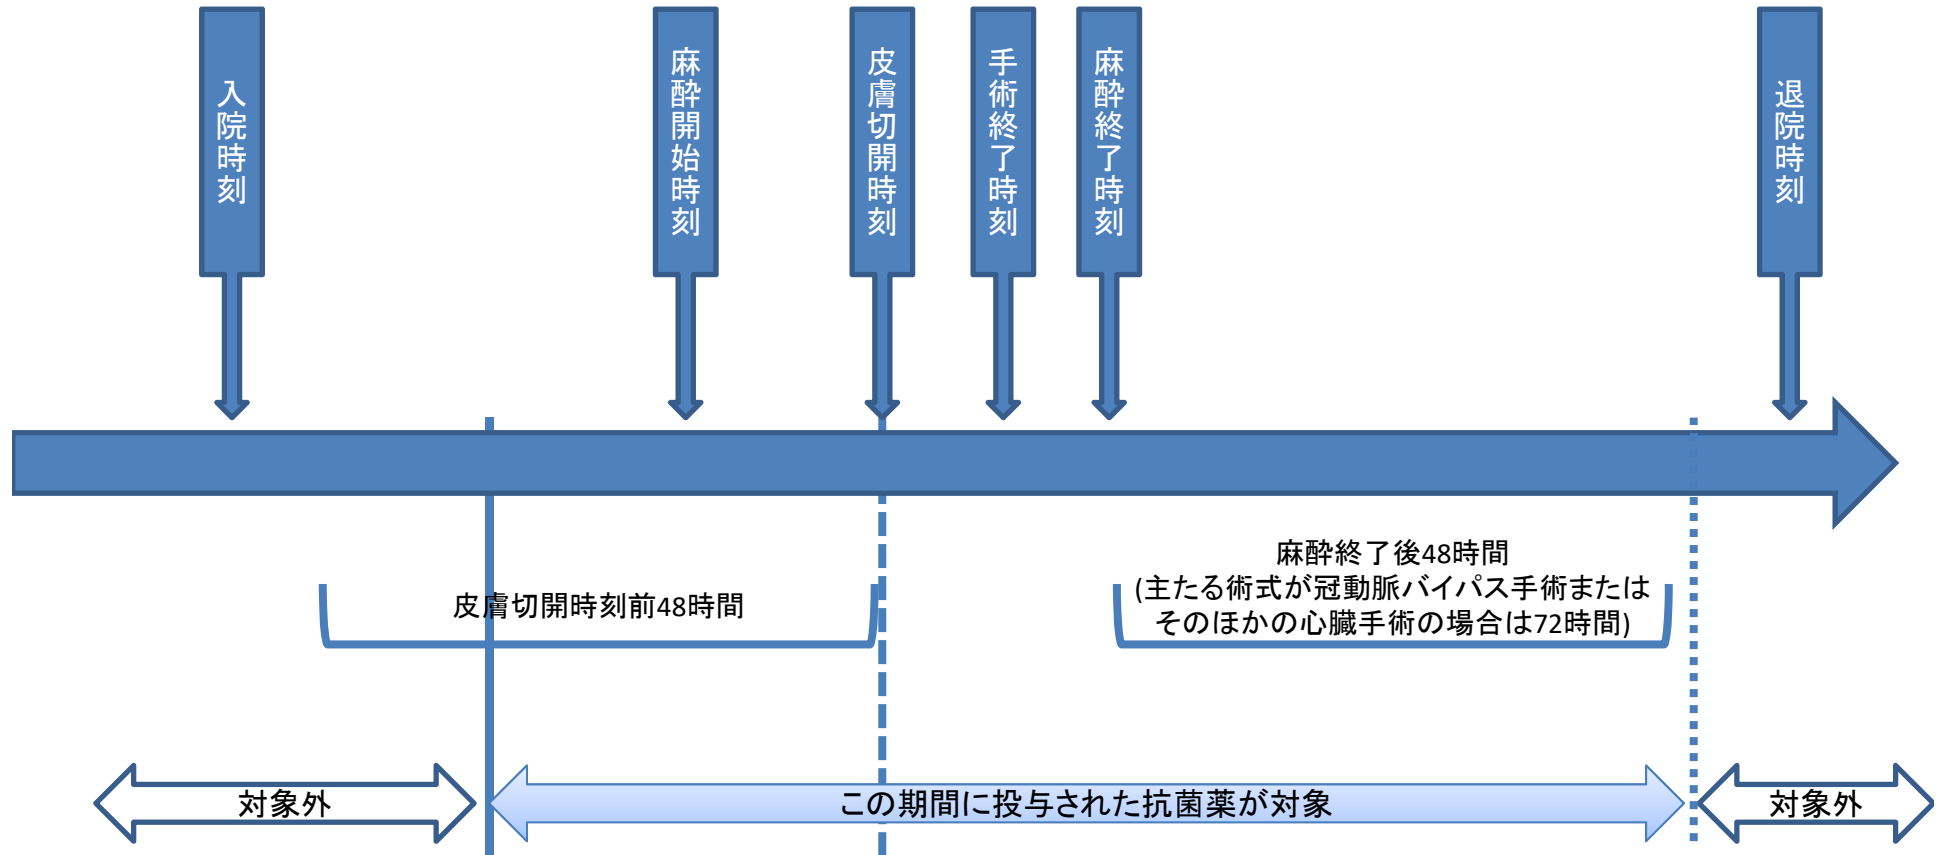 入院時刻
麻酔開始時刻
皮膚切開時刻
手術終了時刻
麻酔終了時刻
退院時刻
皮膚切開時刻前48時間
麻酔終了後48時間
(主たる術式が冠動脈バイパス手術または
そのほかの心臓手術の場合は72時間)
対象外
この期間に投与された抗菌薬が対象
対象外